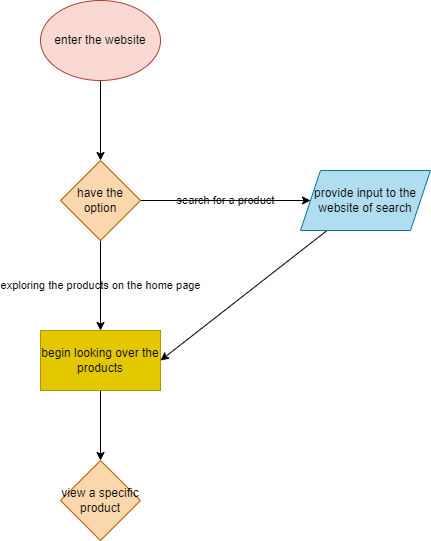 enter the website
have the
option
search for a product
provide input to the
website of search
exploring the products on the home page
begin looking over the
products
view a specific
product